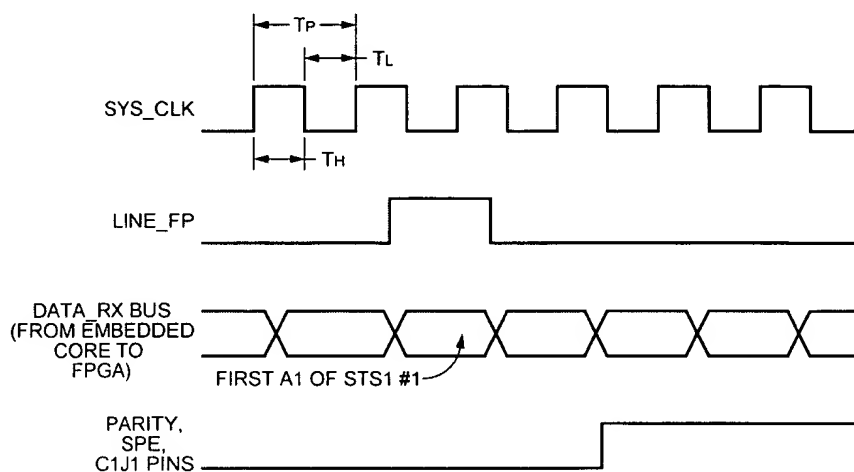 TP
TL
SYS_CLK
TH
LINE_FP
DATA_RX BUS
(FROM EMBEDDED
CORE TO
FPGA)
FIRST A1 OF STS1 #1
PARITY,
SPE,
C1J1 PINS